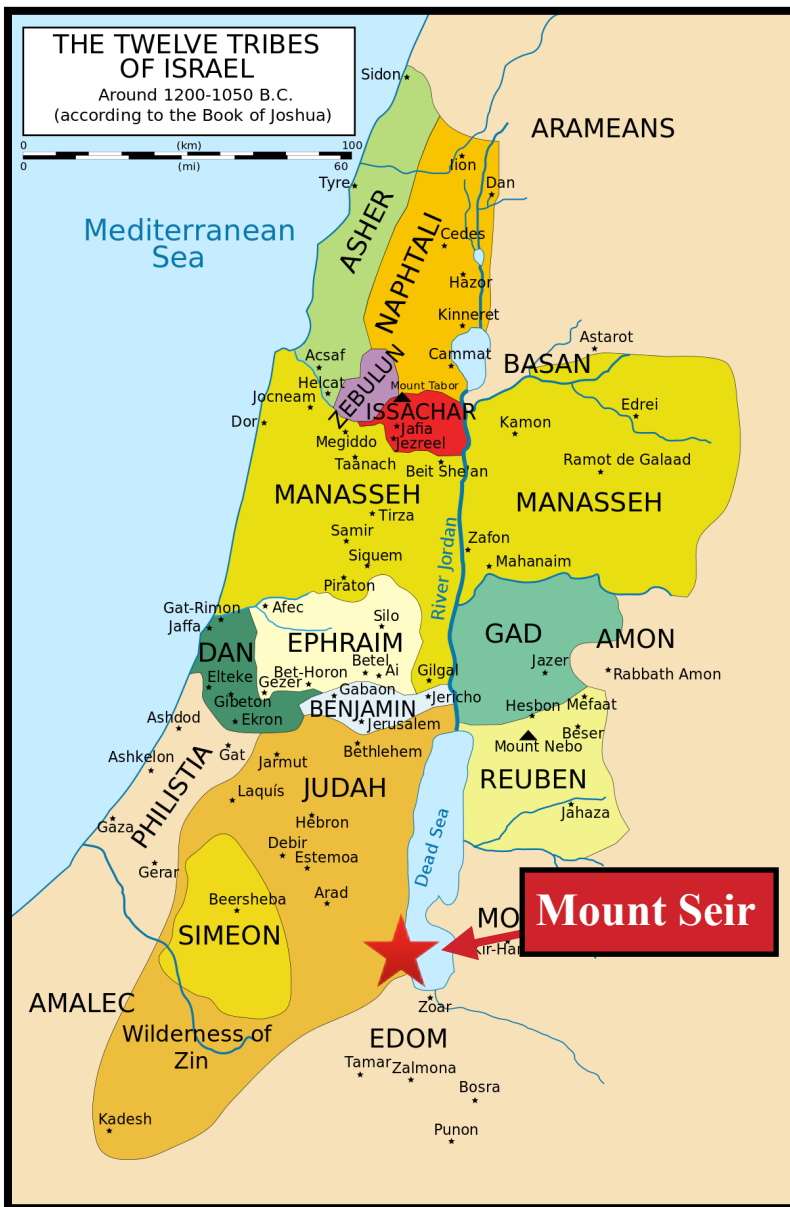 THE TWELVE TRIBES
OF ISRAEL
Around 1200-1050 B.C.
(according to the Book of Joshua)
0 (km) 100
0 (mi) 60
Sidon
ARAMEANS
Iion
Tyre
Dan
ASHER
Mediterranean
Sea
NAPHTALI
Cedes
Hazor
Kinneret
Astarot
Acsaf
Cammat
BASAN
Helcat
ZEBULUN
Mount Tabor
Jocneam
ISSACHAR
Edrei
Dor
Jafia
Kamon
Megiddo
Jezreel
Taanach
Beit She'an
Ramot de Galaad
MANASSEH
MANASSEH
Tirza
Samir
River Jordan
Zafon
Siquem
Mahanaim
Piraton
Gat-Rimon
Afec
Jaffa
Silo
DAN
EPHRAIM
GAD
AMON
Betel
Jazer
Elteke
Bet-Horon
Ai
Gilgal
Rabbath Amon
Gezer
Gabaon
Jericho
Gibeton
BENJAMIN
Hesbon
Mefaat
Ashdod
Ekron
Jerusalem
Beser
Gat
Bethlehem
Mount Nebo
Ashkelon
Jarmut
PHILISTIA
JUDAH
REUBEN
Laquís
Jahaza
Gaza
Hebron
Dead Sea
Debir
Estemoa
Gerar
Arad
Beersheba
Mount Seir
MO
SIMEON
Kir-Har
AMALEC
Zoar
Wilderness of
Zin
EDOM
Tamar
Zalmona
Bosra
Kadesh
Punon